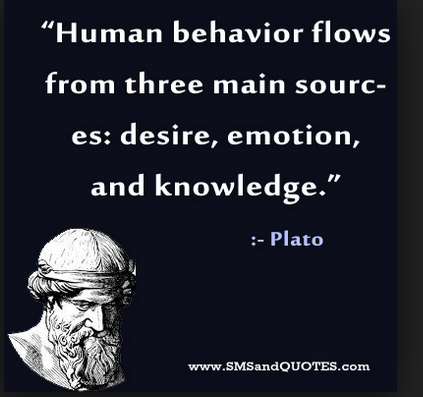 “Human behavior flows
from three main sourc-
es: desire, emotion,
and knowledge.”
:- Plato
www.SMSandQUOTES.com